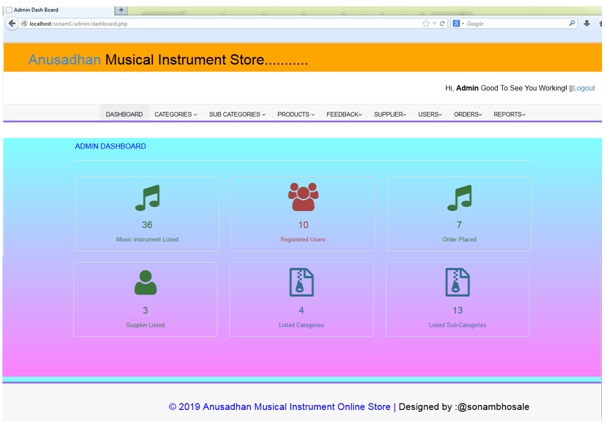 Admin Dash Board
localhost/sonam1/admin/dashboard.php
Google
Anusadhan Musical Instrument Store...........
Hi, Admin Good To See You Working! ||Logout
DASHBOARD CATEGORIES SUB CATEGORIES PRODUCTS FEEDBACK SUPPLIER USERS ORDERS REPORTS
ADMIN DASHBOARD
36
Music Instrument Listed
10
Registered Users
7
Order Placed
3
Supplier Listed
4
Listed Categories
13
Listed Sub-Categories
© 2019 Anusadhan Musical Instrument Online Store | Designed by :@sonambhosale